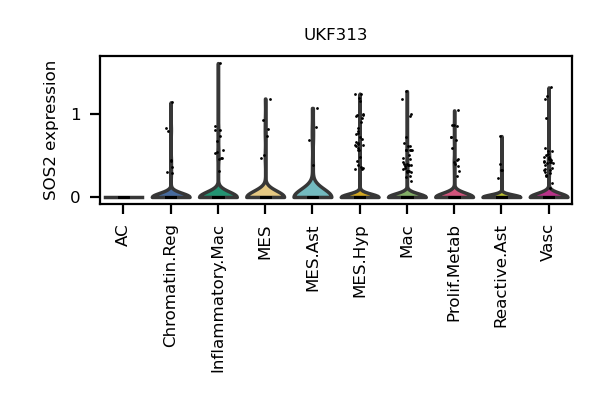 UKF313
SOS2 expression
1
0
AC
Chromatin.Reg
Inflammatory.Mac
MES
MES.Ast
MES.Hyp
Mac
Prolif.Metab
Reactive.Ast
Vasc